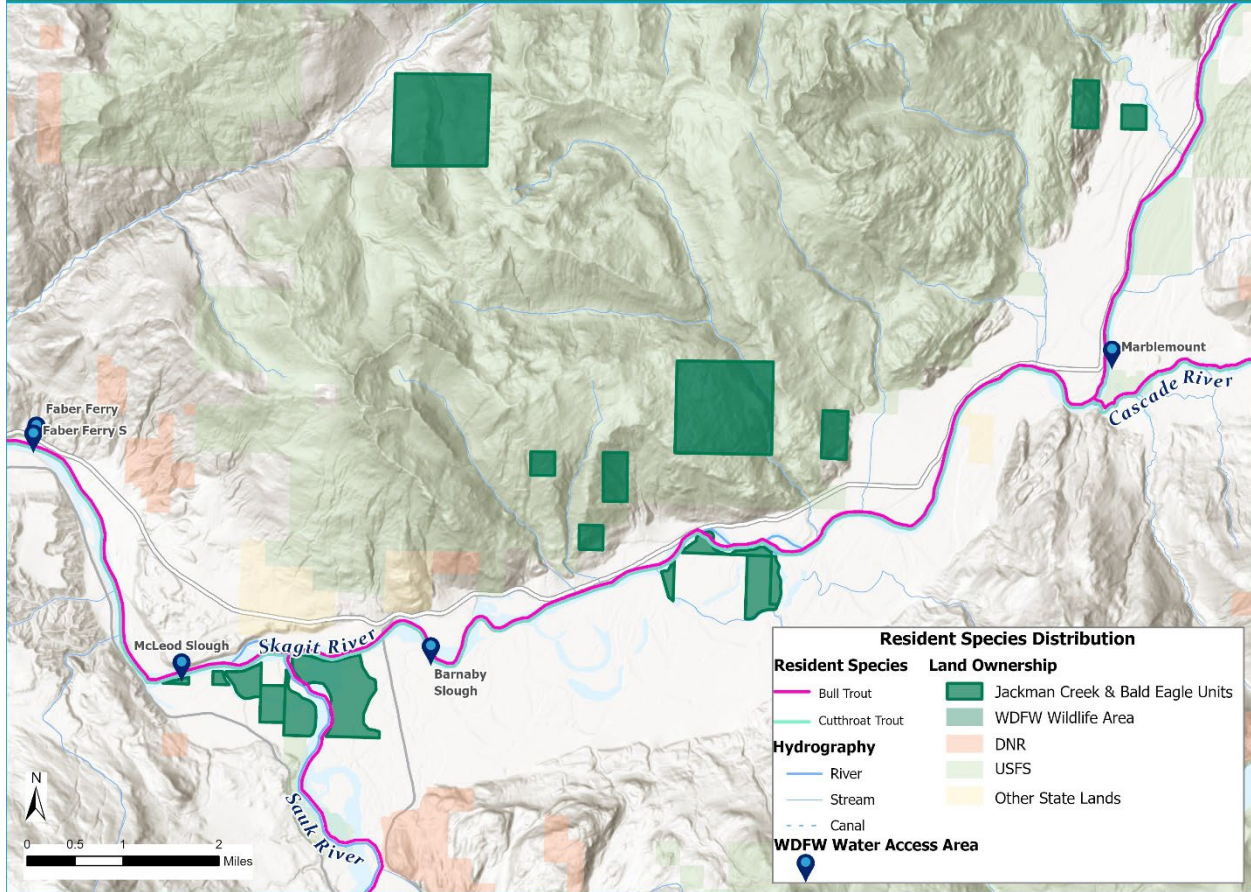 Marblemount
Cascade River
Faber Ferry
Faber Ferry S
McLeod Slough
Skagit River
Barnaby
Slough
Sauk River
N
0 0.5 1 2
Miles
Resident Species Distribution
Resident Species
Bull Trout
Cutthroat Trout
Hydrography
River
Stream
Canal
WDFW Water Access Area
Land Ownership
Jackman Creek & Bald Eagle Units
WDFW Wildlife Area
DNR
USFS
Other State Lands